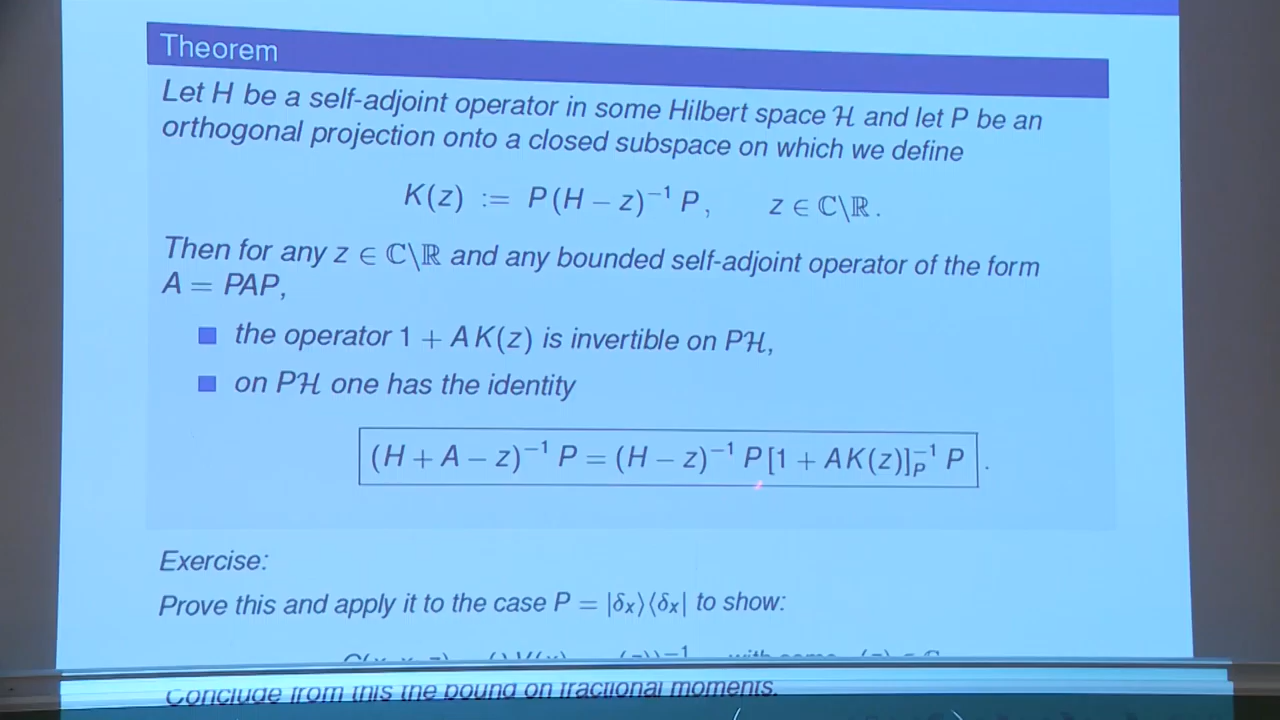 Theorem
Let H be a self-adjoint operator in some Hilbert space ℋ and let P be an
orthogonal projection onto a closed subspace on which we define
K(z) := P(H − z)⁻¹ P, z ∈ ℂ\ℝ.
Then for any z ∈ ℂ\ℝ and any bounded self-adjoint operator of the form
A = PAP,
the operator 1 + AK(z) is invertible on Pℋ,
on Pℋ one has the identity
(H + A − z)⁻¹ P = (H − z)⁻¹ P [1 + AK(z)]_P⁻¹ P.
Exercise:
Prove this and apply it to the case P = |δₓ⟩⟨δₓ| to show:
Conclude from this the bound on fractional moments.